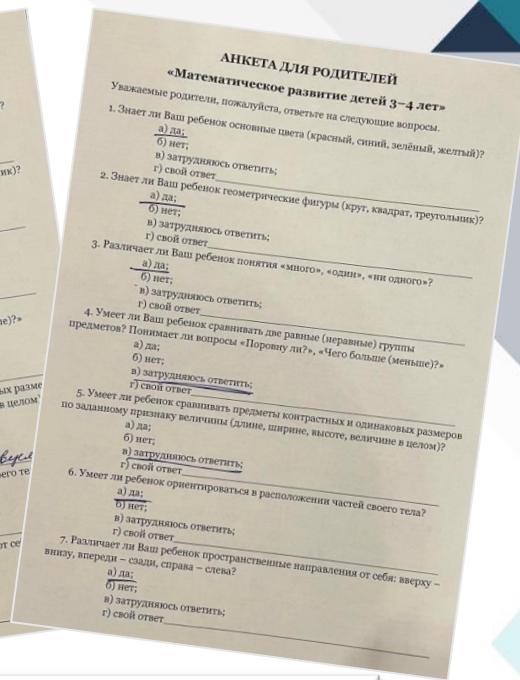 АНКЕТА ДЛЯ РОДИТЕЛЕЙ
«Математическое развитие детей 3–4 лет»
Уважаемые родители, пожалуйста, ответьте на следующие вопросы.
1. Знает ли Ваш ребенок основные цвета (красный, синий, зелёный, желтый)?
а) да;
б) нет;
в) затрудняюсь ответить;
г) свой ответ
2. Знает ли Ваш ребенок геометрические фигуры (круг, квадрат, треугольник)?
а) да;
б) нет;
в) затрудняюсь ответить;
г) свой ответ
3. Различает ли Ваш ребенок понятия «много», «один», «ни одного»?
а) да;
б) нет;
в) затрудняюсь ответить;
г) свой ответ
4. Умеет ли Ваш ребенок сравнивать две равные (неравные) группы
предметов? Понимает ли вопросы «Поровну ли?», «Чего больше (меньше)?»
а) да;
б) нет;
в) затрудняюсь ответить;
г) свой ответ
5. Умеет ли ребенок сравнивать предметы контрастных и одинаковых размеров
по заданному признаку величины (длине, ширине, высоте, величине в целом)?
а) да;
б) нет;
в) затрудняюсь ответить;
г) свой ответ
6. Умеет ли ребенок ориентироваться в расположении частей своего тела?
а) да;
б) нет;
в) затрудняюсь ответить;
г) свой ответ
7. Различает ли Ваш ребенок пространственные направления от себя: вверху –
внизу, впереди – сзади, справа – слева?
а) да;
б) нет;
в) затрудняюсь ответить;
г) свой ответ